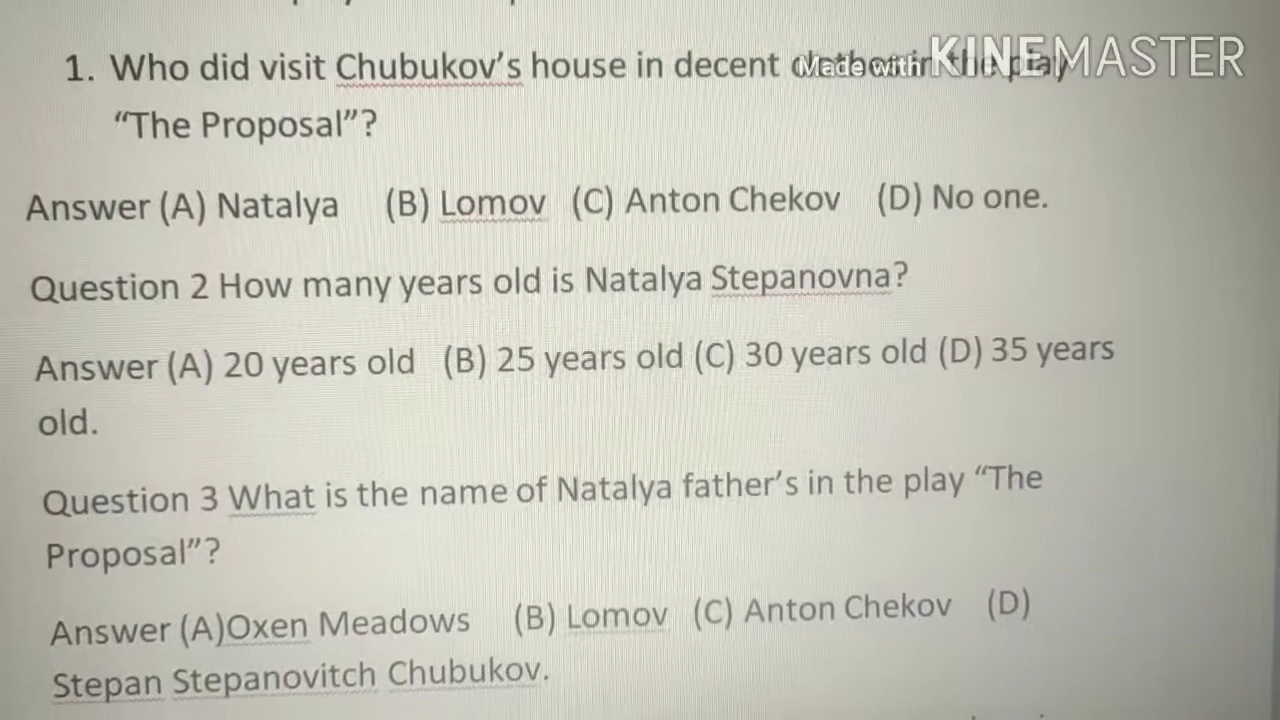 1. Who did visit Chubukov's house in decent
Made with KINEMASTER
"The Proposal"?
Answer (A) Natalya (B) Lomov (C) Anton Chekov (D) No one.
Question 2 How many years old is Natalya Stepanovna?
Answer (A) 20 years old (B) 25 years old (C) 30 years old (D) 35 years
old.
Question 3 What is the name of Natalya father's in the play "The
Proposal"?
Answer (A)Oxen Meadows (B) Lomov (C) Anton Chekov (D)
Stepan Stepanovitch Chubukov.